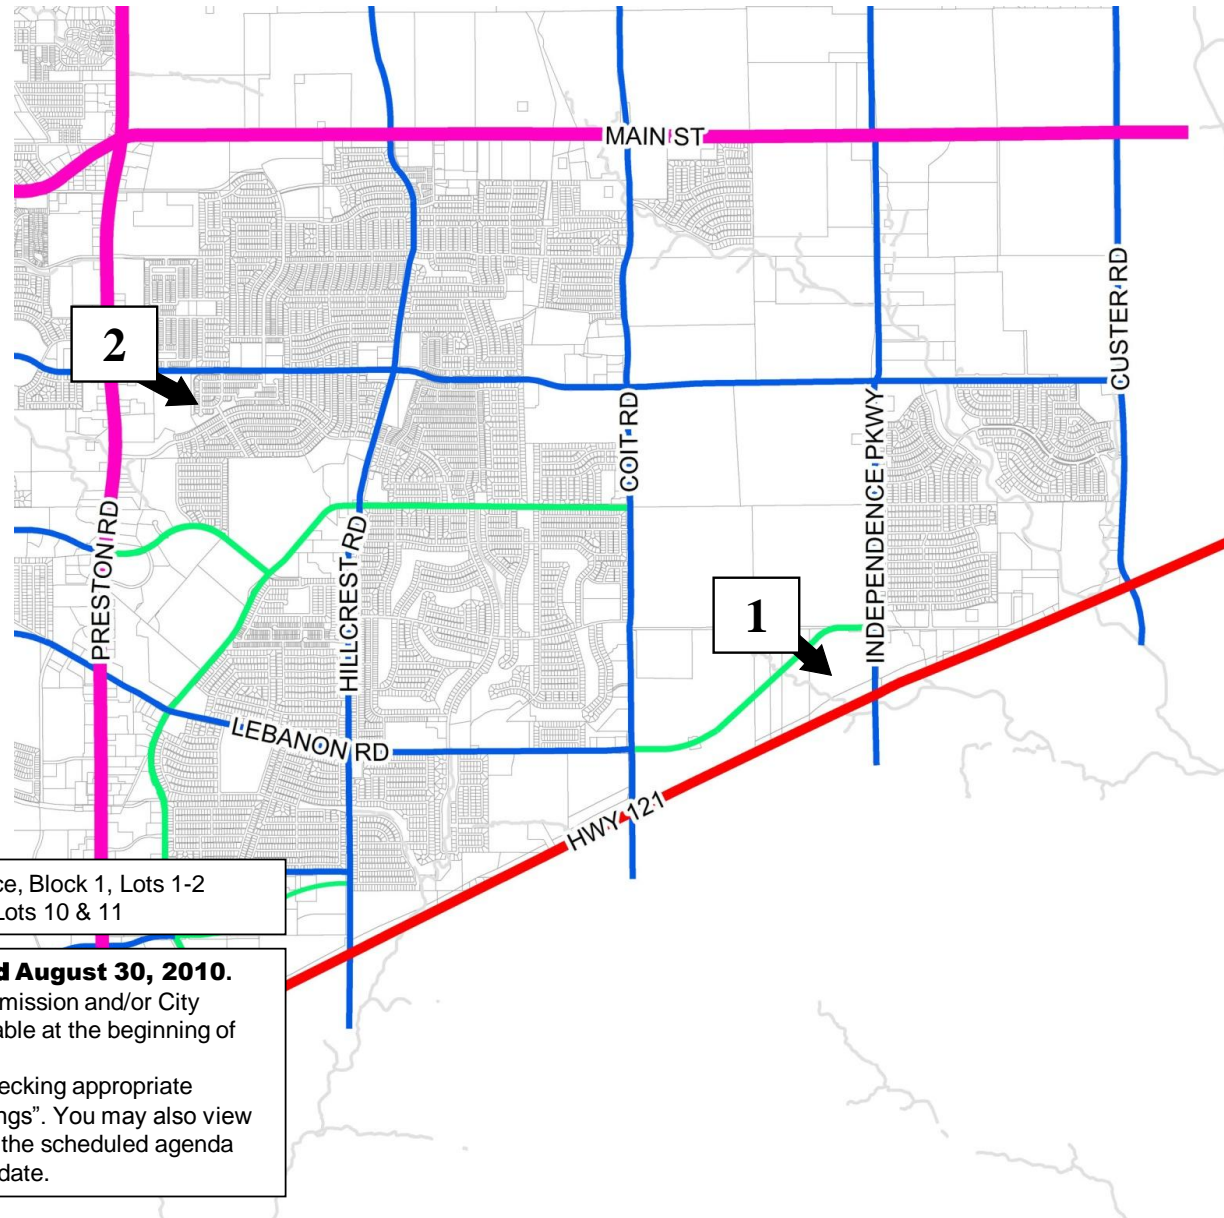 MAIN ST
CUSTER RD
2
COIT RD
INDEPENDENCE PKWY
PRESTON RD
HILLCREST RD
1
LEBANON RD
HWY 121
ce, Block 1, Lots 1-2
Lots 10 & 11
d August 30, 2010.
mission and/or City
able at the beginning of
ecking appropriate
ngs”. You may also view
the scheduled agenda
date.